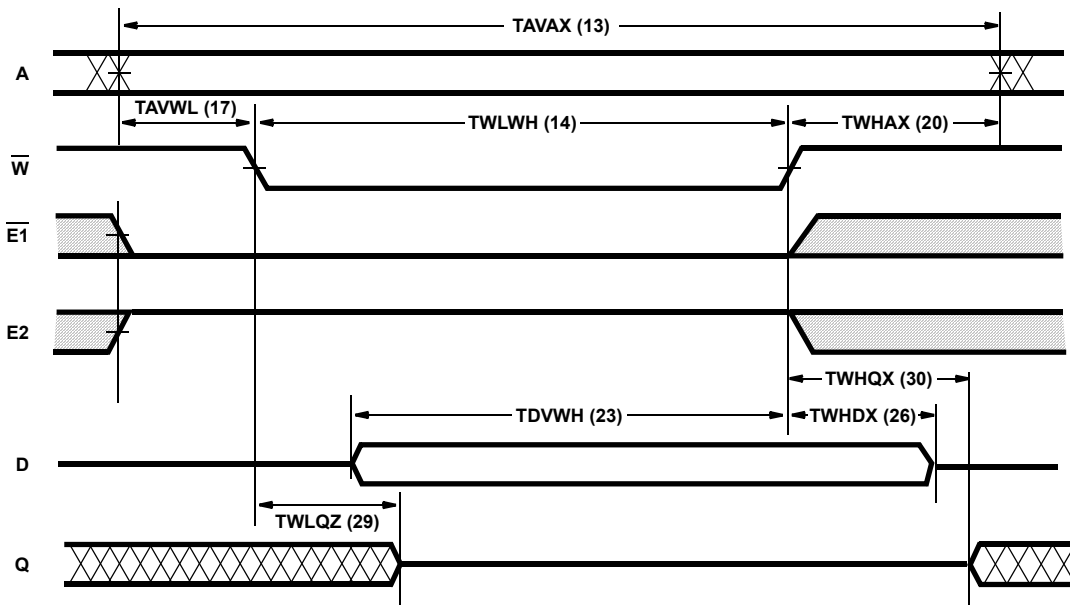 TAVAX (13)
A
TAVWL (17)
TWLWH (14)
TWHAX (20)
W
E1
E2
TWHQX (30)
TDVWH (23)
TWHDX (26)
D
TWLQZ (29)
Q